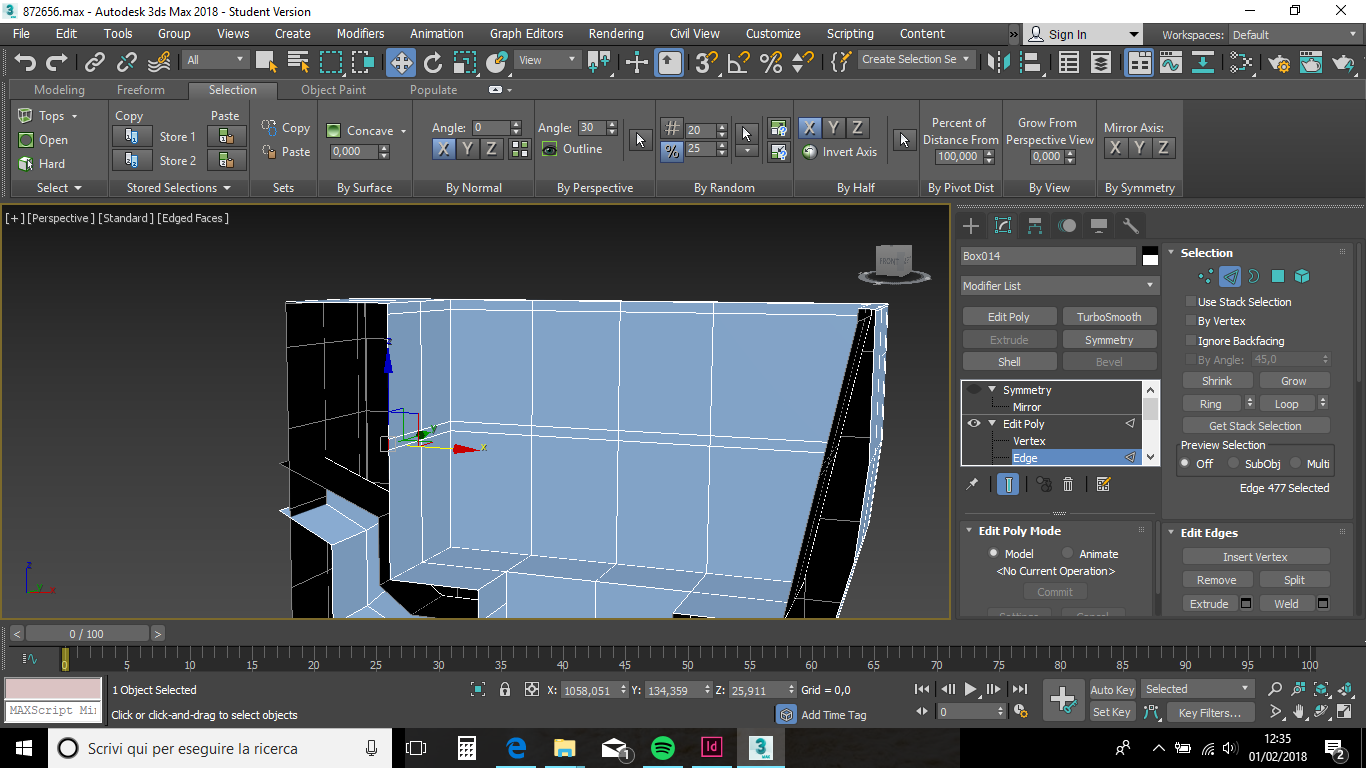 872656.max - Autodesk 3ds Max 2018 - Student Version
File Edit Tools Group Views Create Modifiers Animation Graph Editors Rendering Civil View Customize Scripting Content » Sign In Workspaces: Default
All View Create Selection Se
Modeling Freeform Selection Object Paint Populate
Tops Copy Paste Copy Concave Angle: 0 Angle: 30 20 X Y Z Percent of Grow From Mirror Axis:
Open Store 1 Paste 0,000 X Y Z Outline % 25 Invert Axis Distance From Perspective View X Y Z
Hard Store 2 100,000 0,000
Select Stored Selections Sets By Surface By Normal By Perspective By Random By Half By Pivot Dist By View By Symmetry
[+] [Perspective] [Standard] [Edged Faces]
FRONT
z
y
x
z
x
Box014
Modifier List
Edit Poly TurboSmooth
Extrude Symmetry
Shell Bevel
Symmetry
Mirror
Edit Poly
Vertex
Edge
Edit Poly Mode
Model Animate
<No Current Operation>
Commit
Settings Cancel
Selection
Use Stack Selection
By Vertex
Ignore Backfacing
By Angle: 45,0
Shrink Grow
Ring Loop
Get Stack Selection
Preview Selection
Off SubObj Multi
Edge 477 Selected
Edit Edges
Insert Vertex
Remove Split
Extrude Weld
< 0 / 100 >
0 5 10 15 20 25 30 35 40 45 50 55 60 65 70 75 80 85 90 95 100
1 Object Selected X: 1058,051 Y: 134,359 Z: 25,911 Grid = 0,0 Auto Key Selected
MAXScript Mi Click or click-and-drag to select objects Add Time Tag 0 Set Key Key Filters...
Scrivi qui per eseguire la ricerca 1 Id 3 MAX 12:35
01/02/2018 2